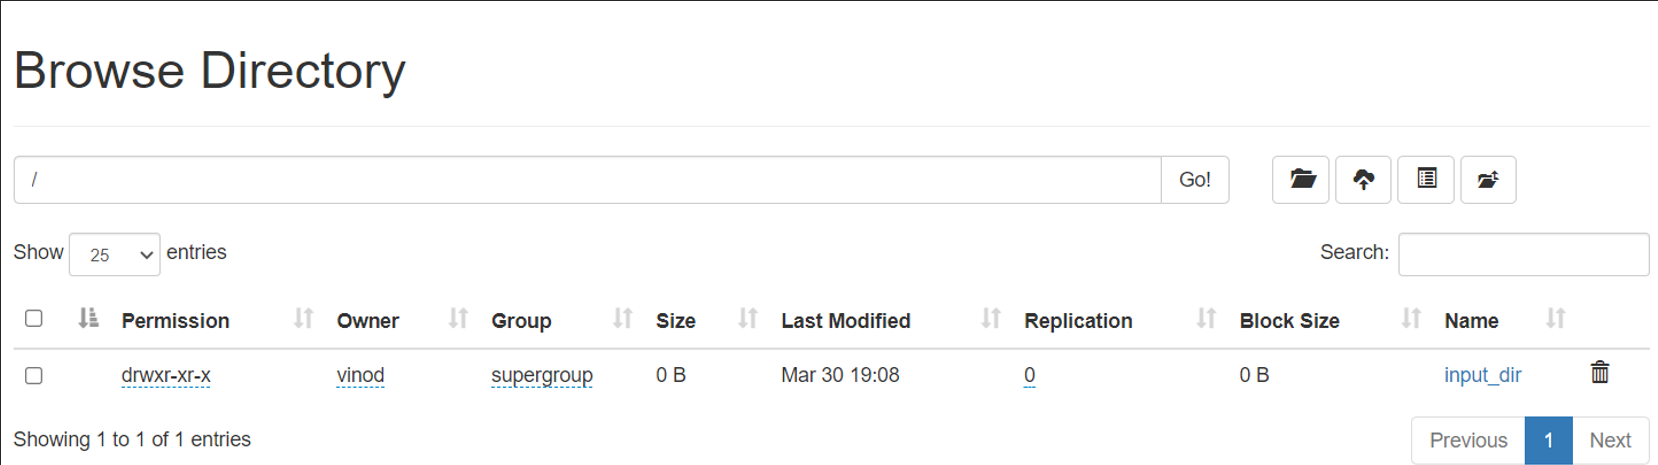 Browse Directory
/ Go!
Show 25 entries Search:
Permission Owner Group Size Last Modified Replication Block Size Name
drwxr-xr-x vinod supergroup 0 B Mar 30 19:08 0 0 B input_dir
Showing 1 to 1 of 1 entries Previous 1 Next